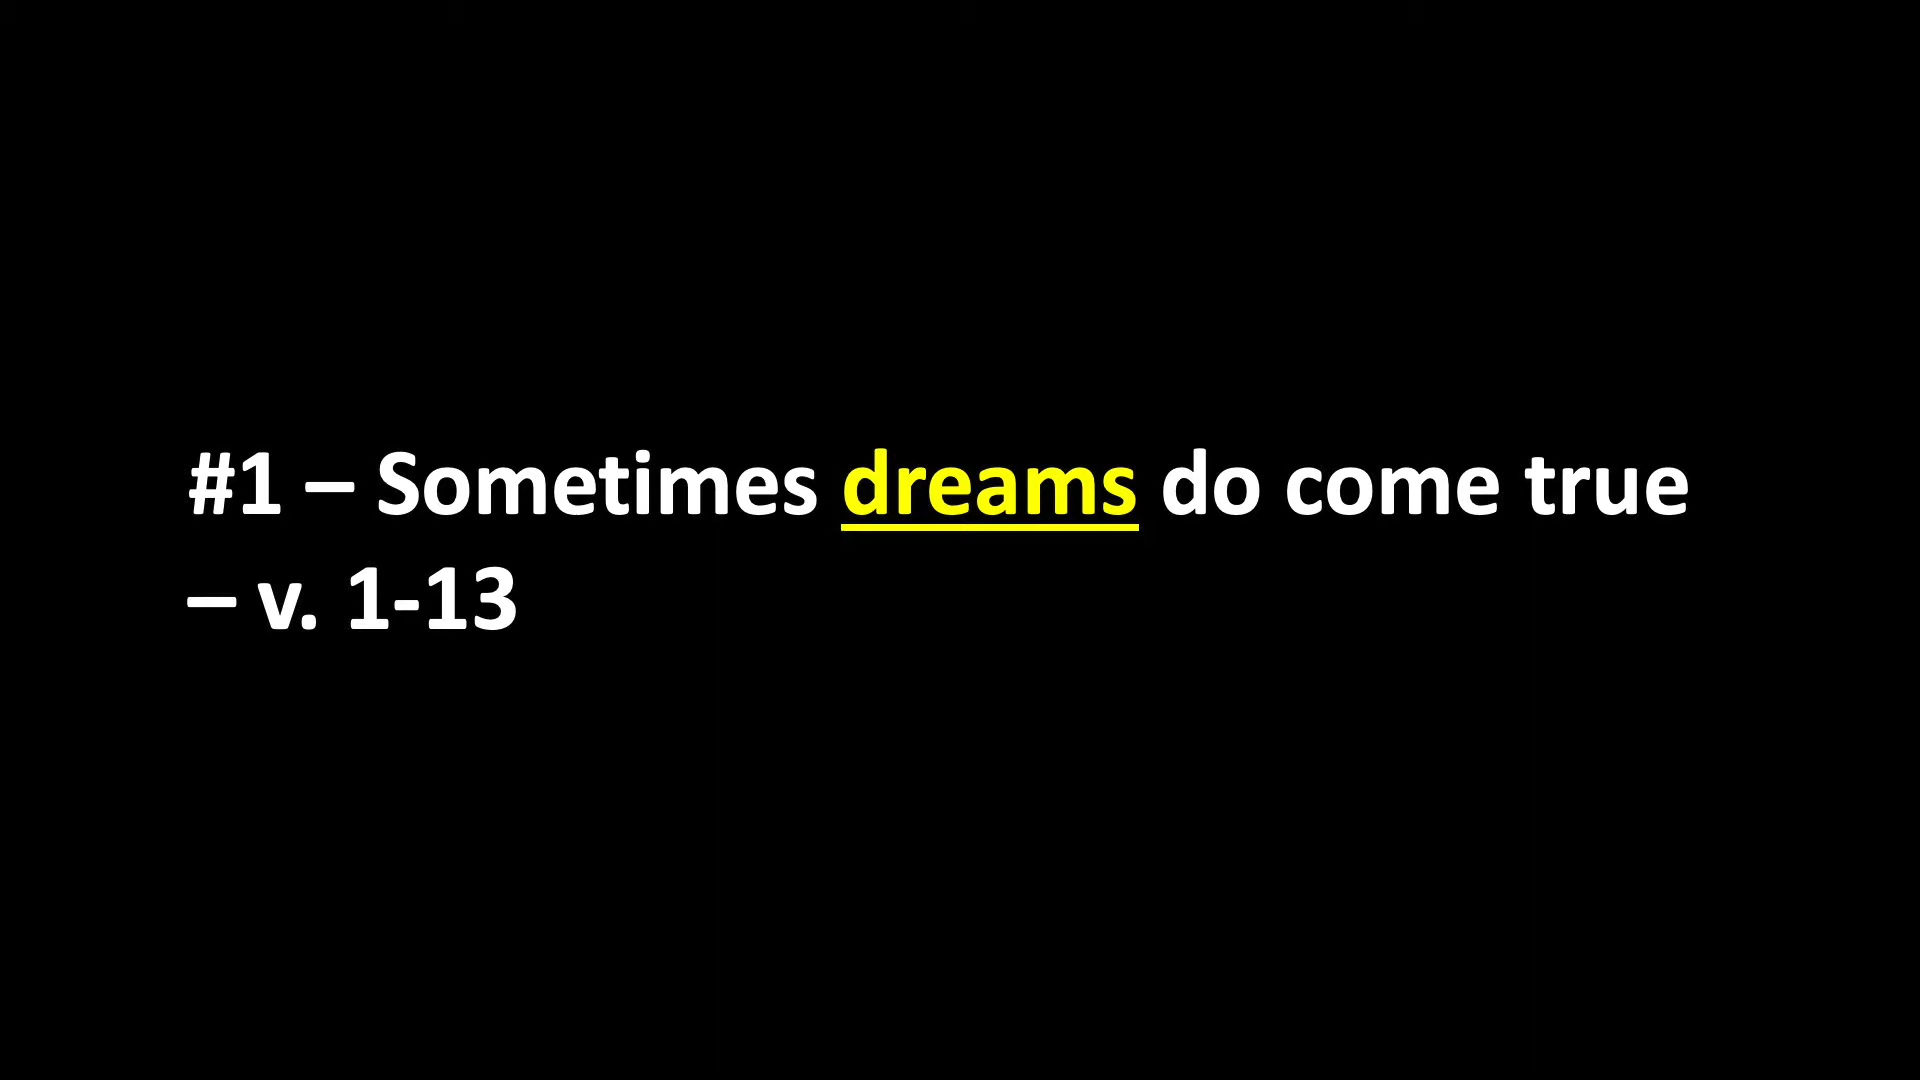 #1 – Sometimes dreams do come true
– v. 1-13